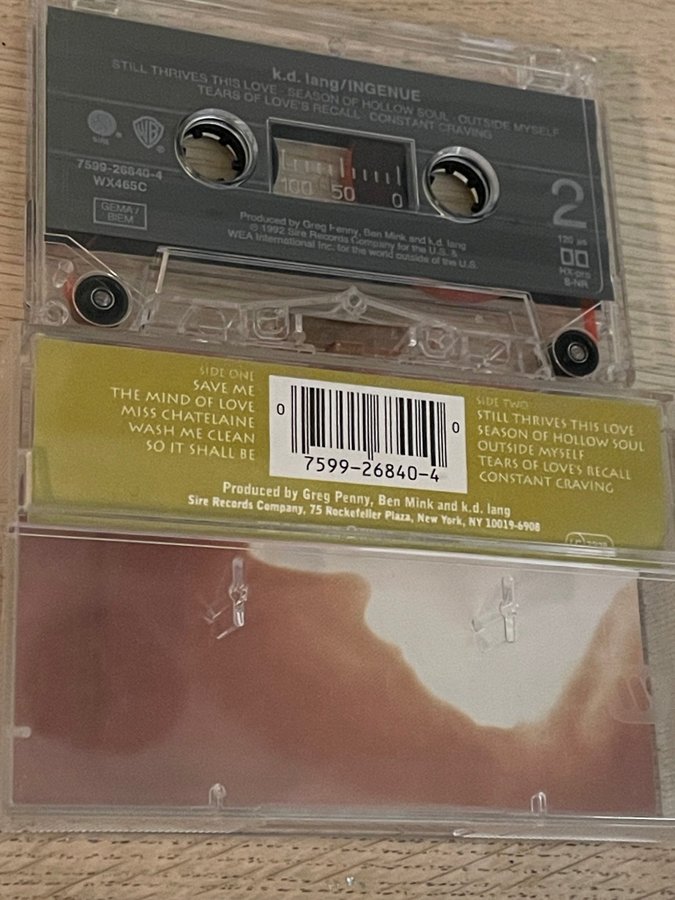 k.d. lang/INGENUE
STILL THRIVES THIS LOVE · SEASON OF HOLLOW SOUL · OUTSIDE MYSELF
TEARS OF LOVE'S RECALL · CONSTANT CRAVING
7599-26840-4
WX465C
GEMA/
BIEM
100 50 0
2
120 µs
HX-pro
B-NR
Produced by Greg Penny, Ben Mink and k.d. lang
℗ 1992 Sire Records Company for the U.S. &
WEA International Inc. for the world outside of the U.S.
SIDE ONE
SAVE ME
THE MIND OF LOVE
MISS CHATELAINE
WASH ME CLEAN
SO IT SHALL BE
0 0
7599-26840-4
SIDE TWO
STILL THRIVES THIS LOVE
SEASON OF HOLLOW SOUL
OUTSIDE MYSELF
TEARS OF LOVE'S RECALL
CONSTANT CRAVING
Produced by Greg Penny, Ben Mink and k.d. lang
Sire Records Company, 75 Rockefeller Plaza, New York, NY 10019-6908